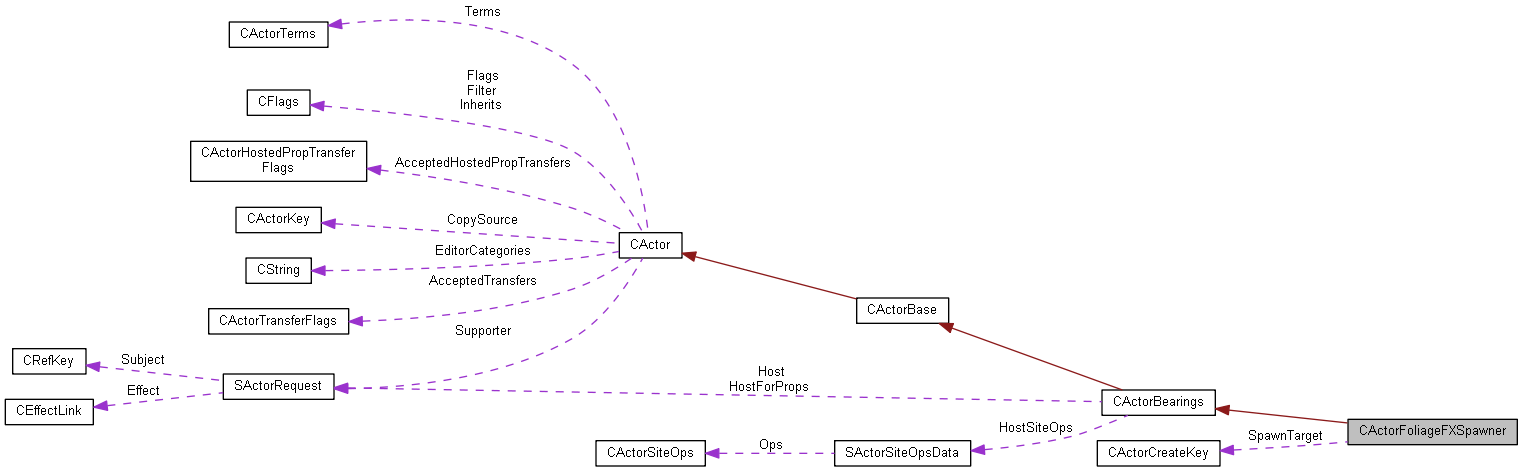 Terms
CActorTerms
Flags
Filter
Inherits
CFlags
CActorHostedPropTransfer
Flags
AcceptedHostedPropTransfers
CActorKey
CopySource
CActor
EditorCategories
CString
AcceptedTransfers
CActorBase
CActorTransferFlags
Supporter
CRefKey
Subject
SActorRequest
Host
HostForProps
Effect
CEffectLink
CActorBearings
HostSiteOps
CActorFoliageFXSpawner
SpawnTarget
Ops
CActorSiteOps
SActorSiteOpsData
CActorCreateKey